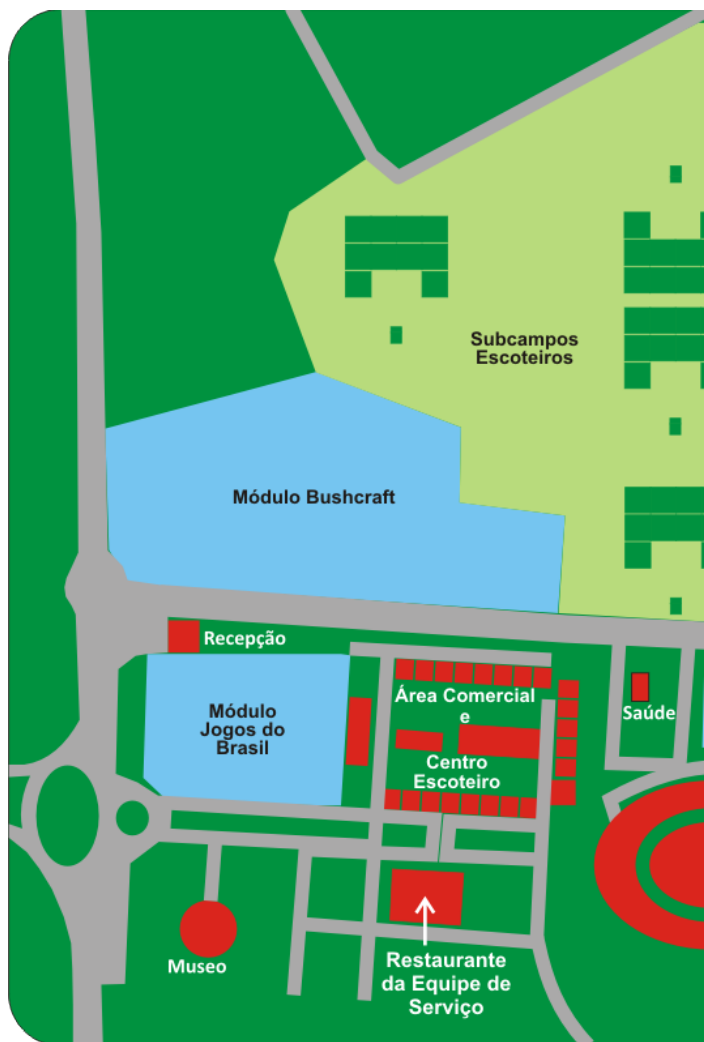 Subcampos
Escoteiros
Módulo Bushcraft
Recepção
Módulo
Jogos do
Brasil
Área Comercial
e
Centro
Escoteiro
Saúde
Museo
Restaurante
da Equipe de
Serviço